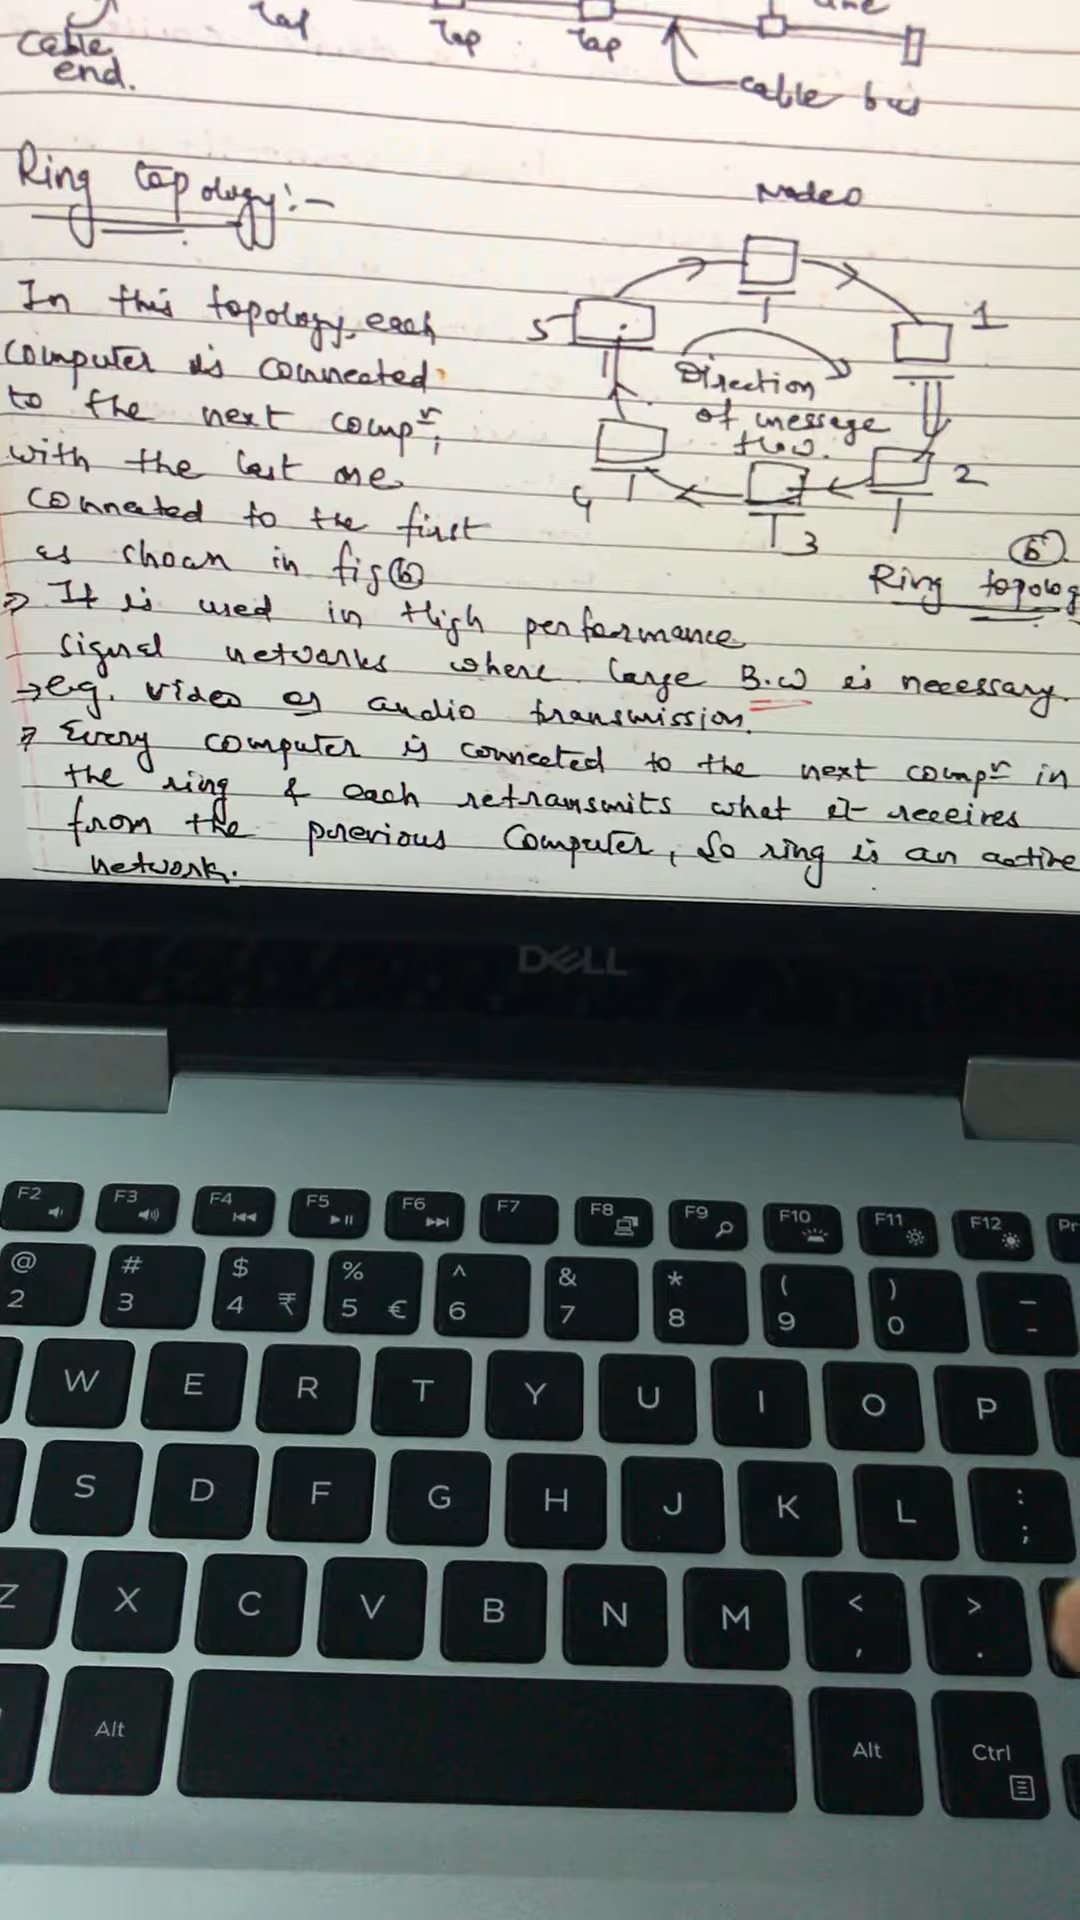 line
Tap
Tap
Tap
cable
end.
cable bus
Ring topology:-
Nodes
In this topology, each
computer is connected
to the next compr,
with the last one
connected to the first
as shoan in fig (b)
5
1
Direction
of message
flow.
4
3
2
(b)
Ring topolog
⇒ It is used in High performance
signal networks where large B.W is necessary.
→ e.g. video or audio transmission.
⇒ Every computer is connected to the next compr in
the ring & each retransmits what it receives
from the previous Computer, So ring is an active
network.
DELL
F2 F3 F4 F5 F6 F7 F8 F9 F10 F11 F12 Pr
@ # $ % ^ & * ( ) _
2 3 4 ₹ 5 € 6 7 8 9 0 -
W E R T Y U I O P
S D F G H J K L : ;
Z X C V B N M < , > .
Alt Alt Ctrl